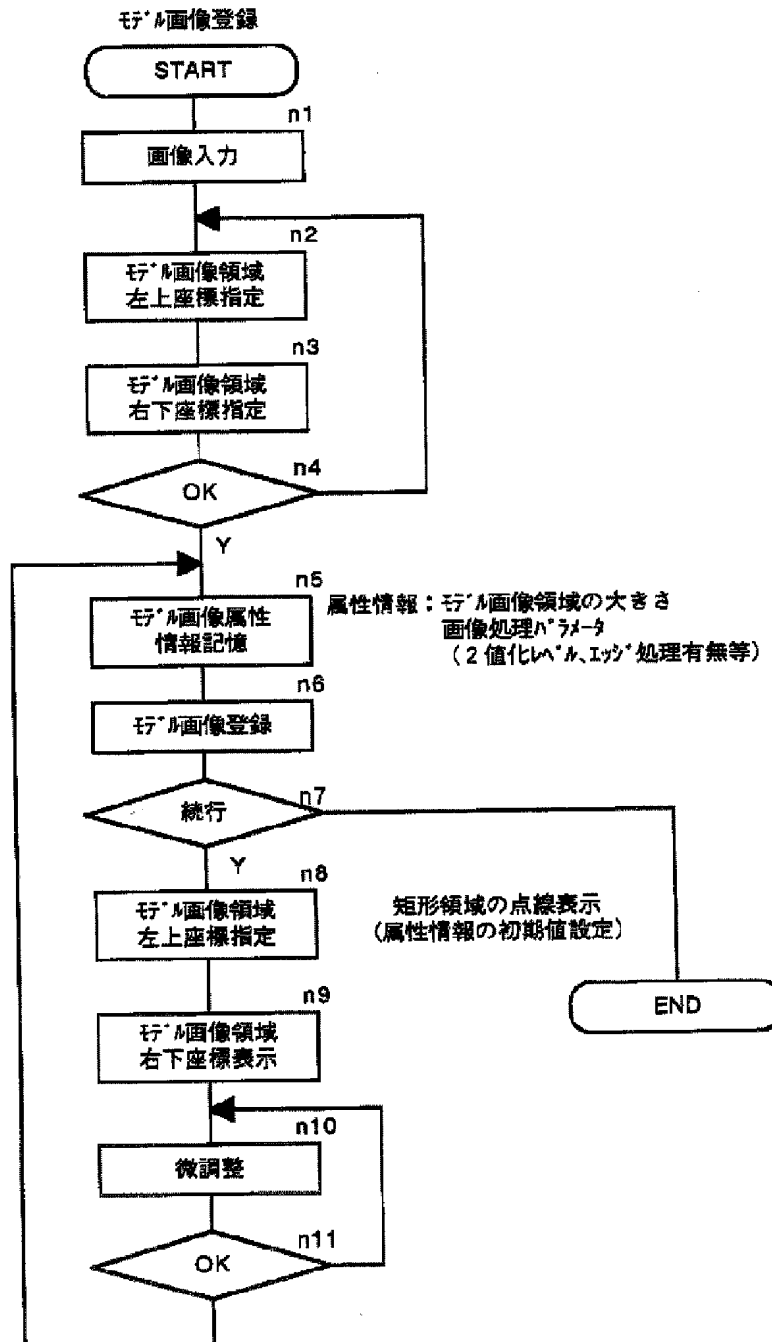 モデル画像登録
START
n1
画像入力
n2
モデル画像領域
左上座標指定
n3
モデル画像領域
右下座標指定
n4
OK
Y
n5
モデル画像属性
情報記憶
属性情報：モデル画像領域の大きさ
画像処理パラメータ
（２値化レベル、エッジ処理有無等）
n6
モデル画像登録
n7
続行
Y
n8
モデル画像領域
左上座標指定
矩形領域の点線表示
（属性情報の初期値設定）
n9
モデル画像領域
右下座標表示
END
n10
微調整
n11
OK